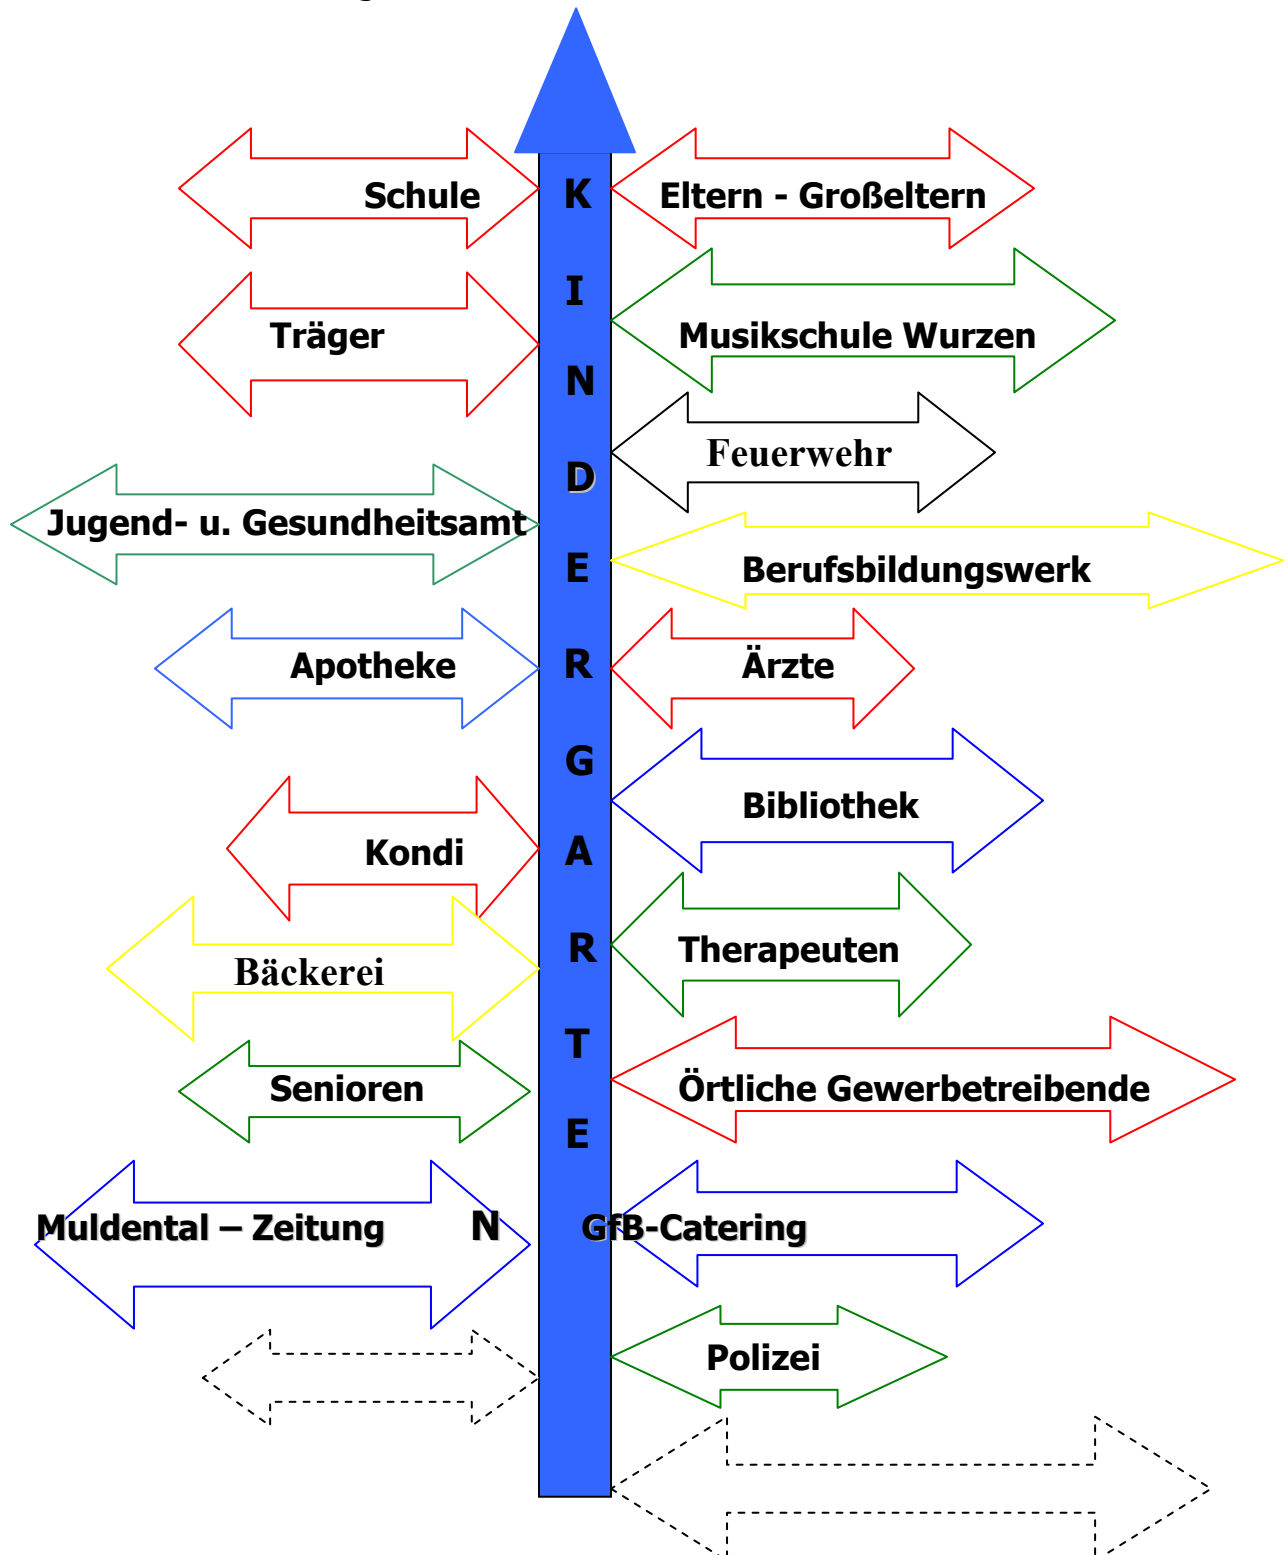 Schule K Eltern - Großeltern
I
Träger Musikschule Wurzen
N
Feuerwehr
D
Jugend- u. Gesundheitsamt
E Berufsbildungswerk
Apotheke R Ärzte
G
Bibliothek
Kondi A
R Therapeuten
Bäckerei
T
Senioren Örtliche Gewerbetreibende
E
Muldental – Zeitung N GfB-Catering
Polizei